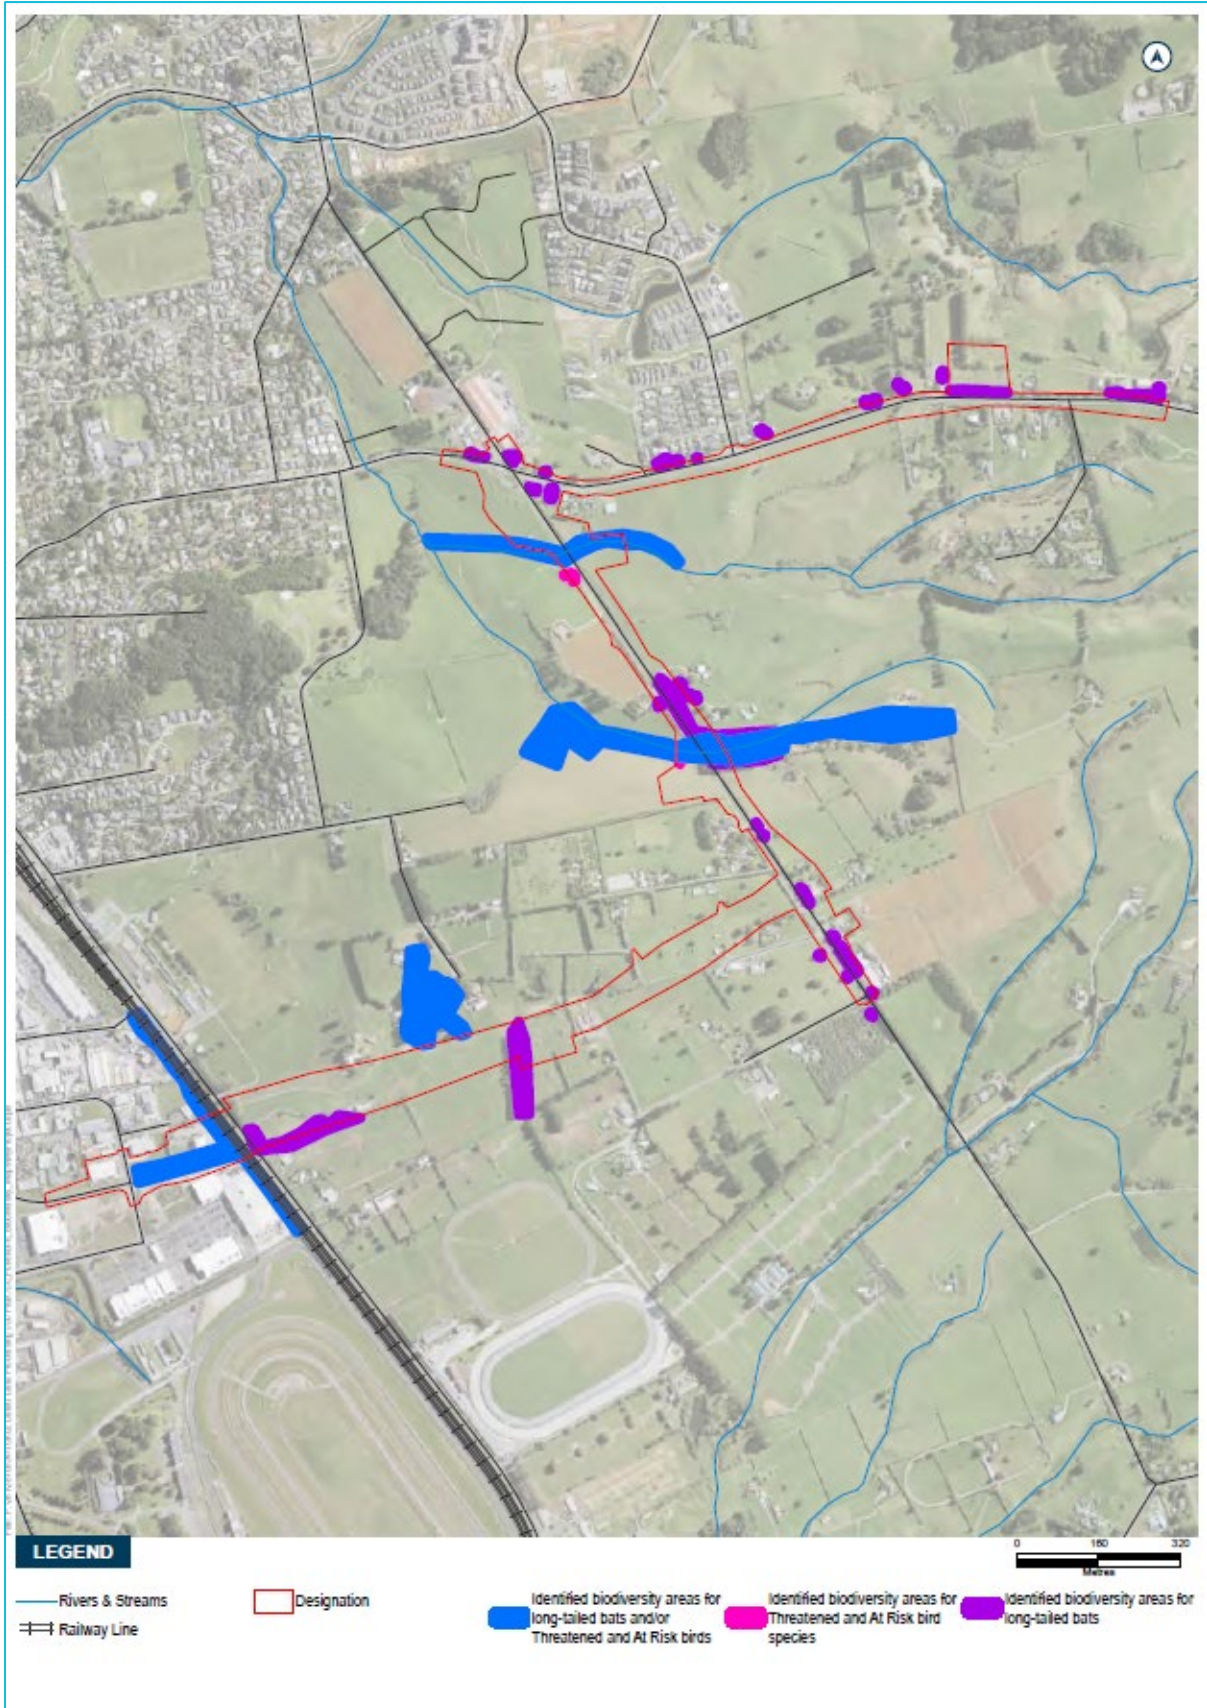 LEGEND
0 160 320
Metres
Rivers & Streams
Railway Line
Designation
Identified biodiversity areas for
long-tailed bats and/or
Threatened and At Risk birds
Identified biodiversity areas for
Threatened and At Risk bird
species
Identified biodiversity areas for
long-tailed bats